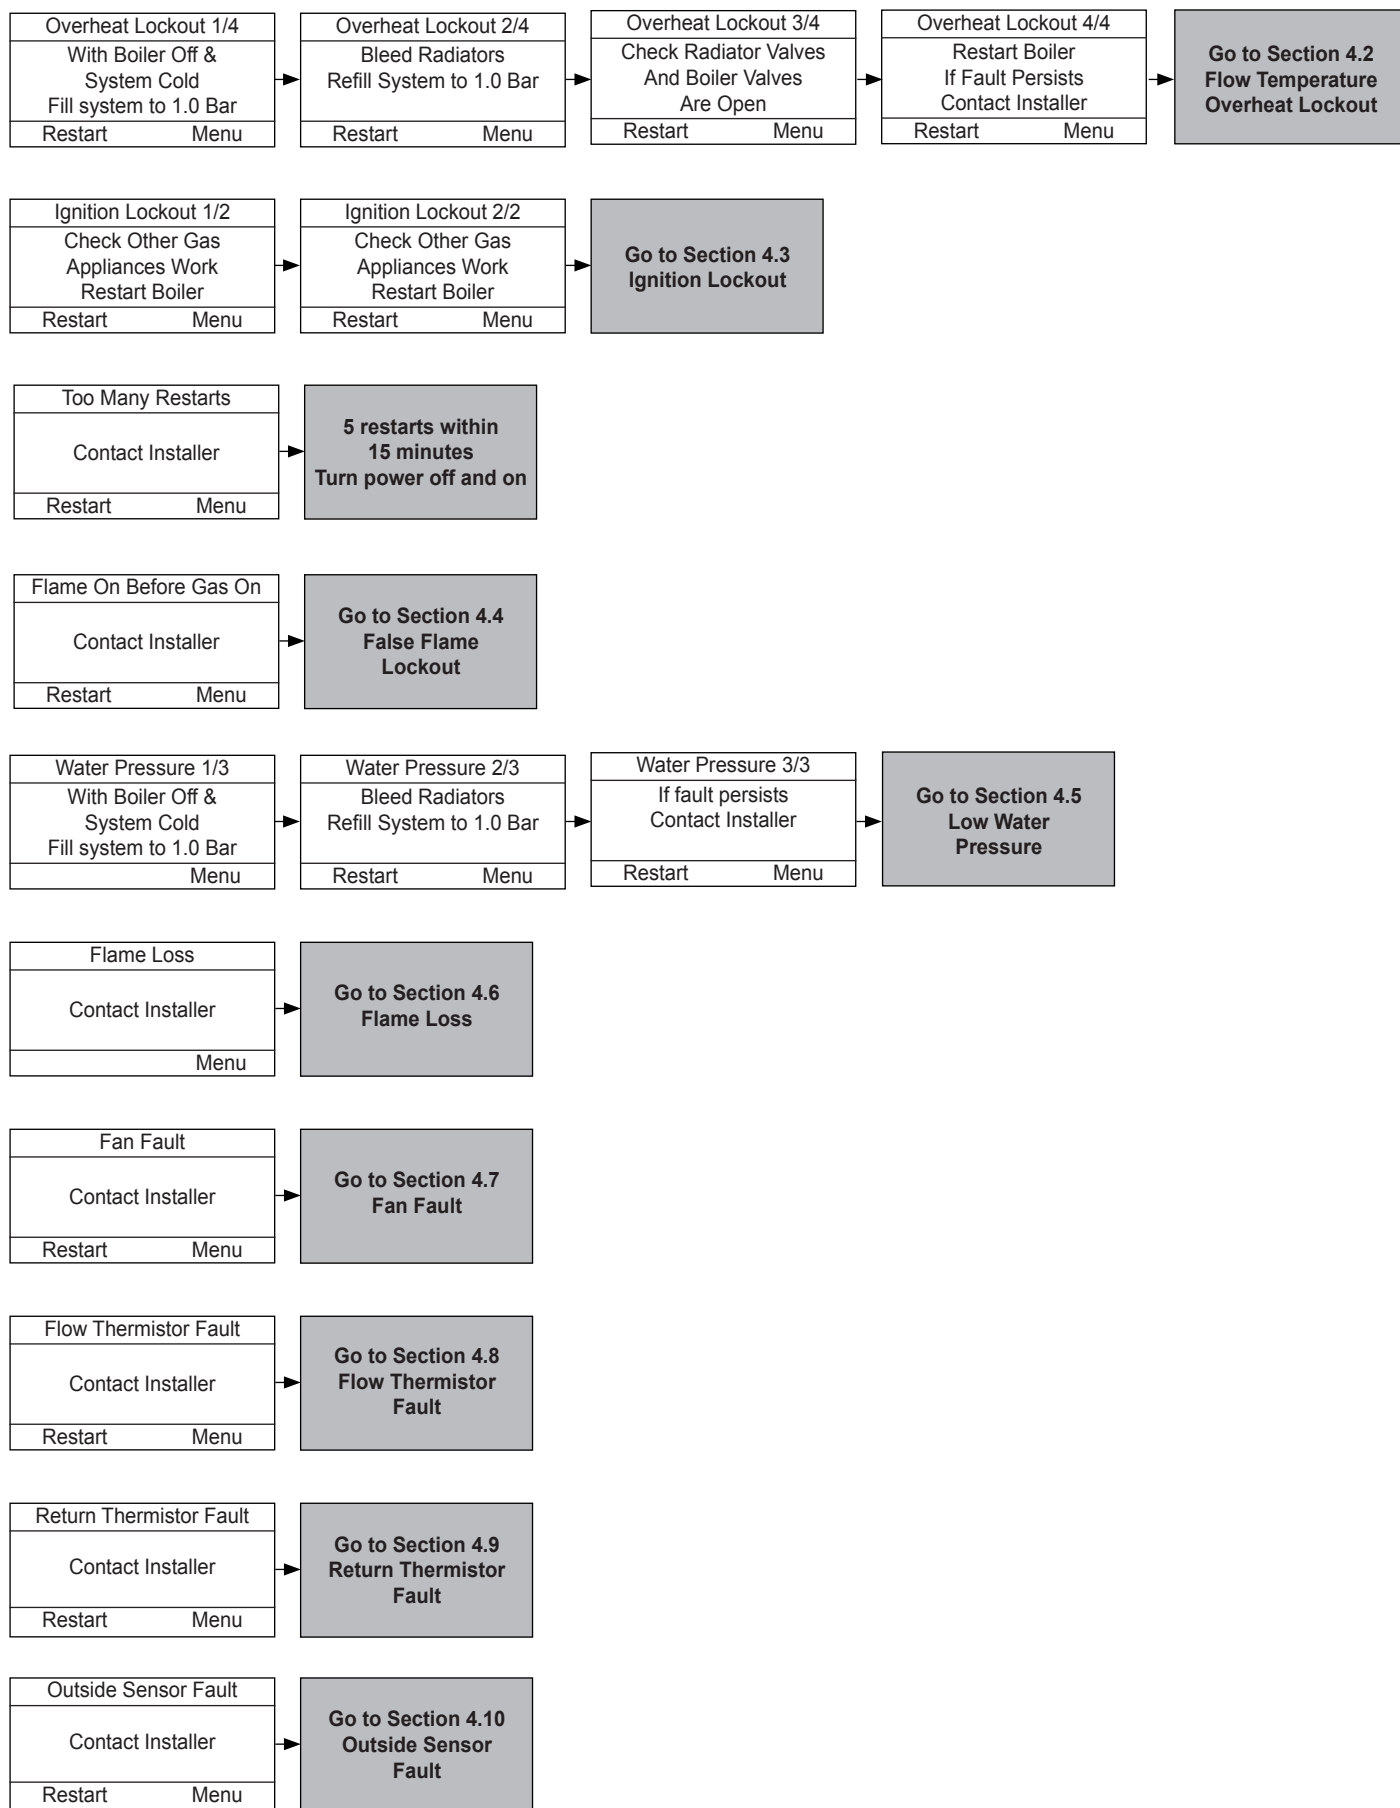 Overheat Lockout 1/4
With Boiler Off &
System Cold
Fill system to 1.0 Bar
Restart Menu
Overheat Lockout 2/4
Bleed Radiators
Refill System to 1.0 Bar
Restart Menu
Overheat Lockout 3/4
Check Radiator Valves
And Boiler Valves
Are Open
Restart Menu
Overheat Lockout 4/4
Restart Boiler
If Fault Persists
Contact Installer
Restart Menu
Go to Section 4.2
Flow Temperature
Overheat Lockout
Ignition Lockout 1/2
Check Other Gas
Appliances Work
Restart Boiler
Restart Menu
Ignition Lockout 2/2
Check Other Gas
Appliances Work
Restart Boiler
Restart Menu
Go to Section 4.3
Ignition Lockout
Too Many Restarts
Contact Installer
Restart Menu
5 restarts within
15 minutes
Turn power off and on
Flame On Before Gas On
Contact Installer
Restart Menu
Go to Section 4.4
False Flame
Lockout
Water Pressure 1/3
With Boiler Off &
System Cold
Fill system to 1.0 Bar
Menu
Water Pressure 2/3
Bleed Radiators
Refill System to 1.0 Bar
Restart Menu
Water Pressure 3/3
If fault persists
Contact Installer
Restart Menu
Go to Section 4.5
Low Water
Pressure
Flame Loss
Contact Installer
Menu
Go to Section 4.6
Flame Loss
Fan Fault
Contact Installer
Restart Menu
Go to Section 4.7
Fan Fault
Flow Thermistor Fault
Contact Installer
Restart Menu
Go to Section 4.8
Flow Thermistor
Fault
Return Thermistor Fault
Contact Installer
Restart Menu
Go to Section 4.9
Return Thermistor
Fault
Outside Sensor Fault
Contact Installer
Restart Menu
Go to Section 4.10
Outside Sensor
Fault